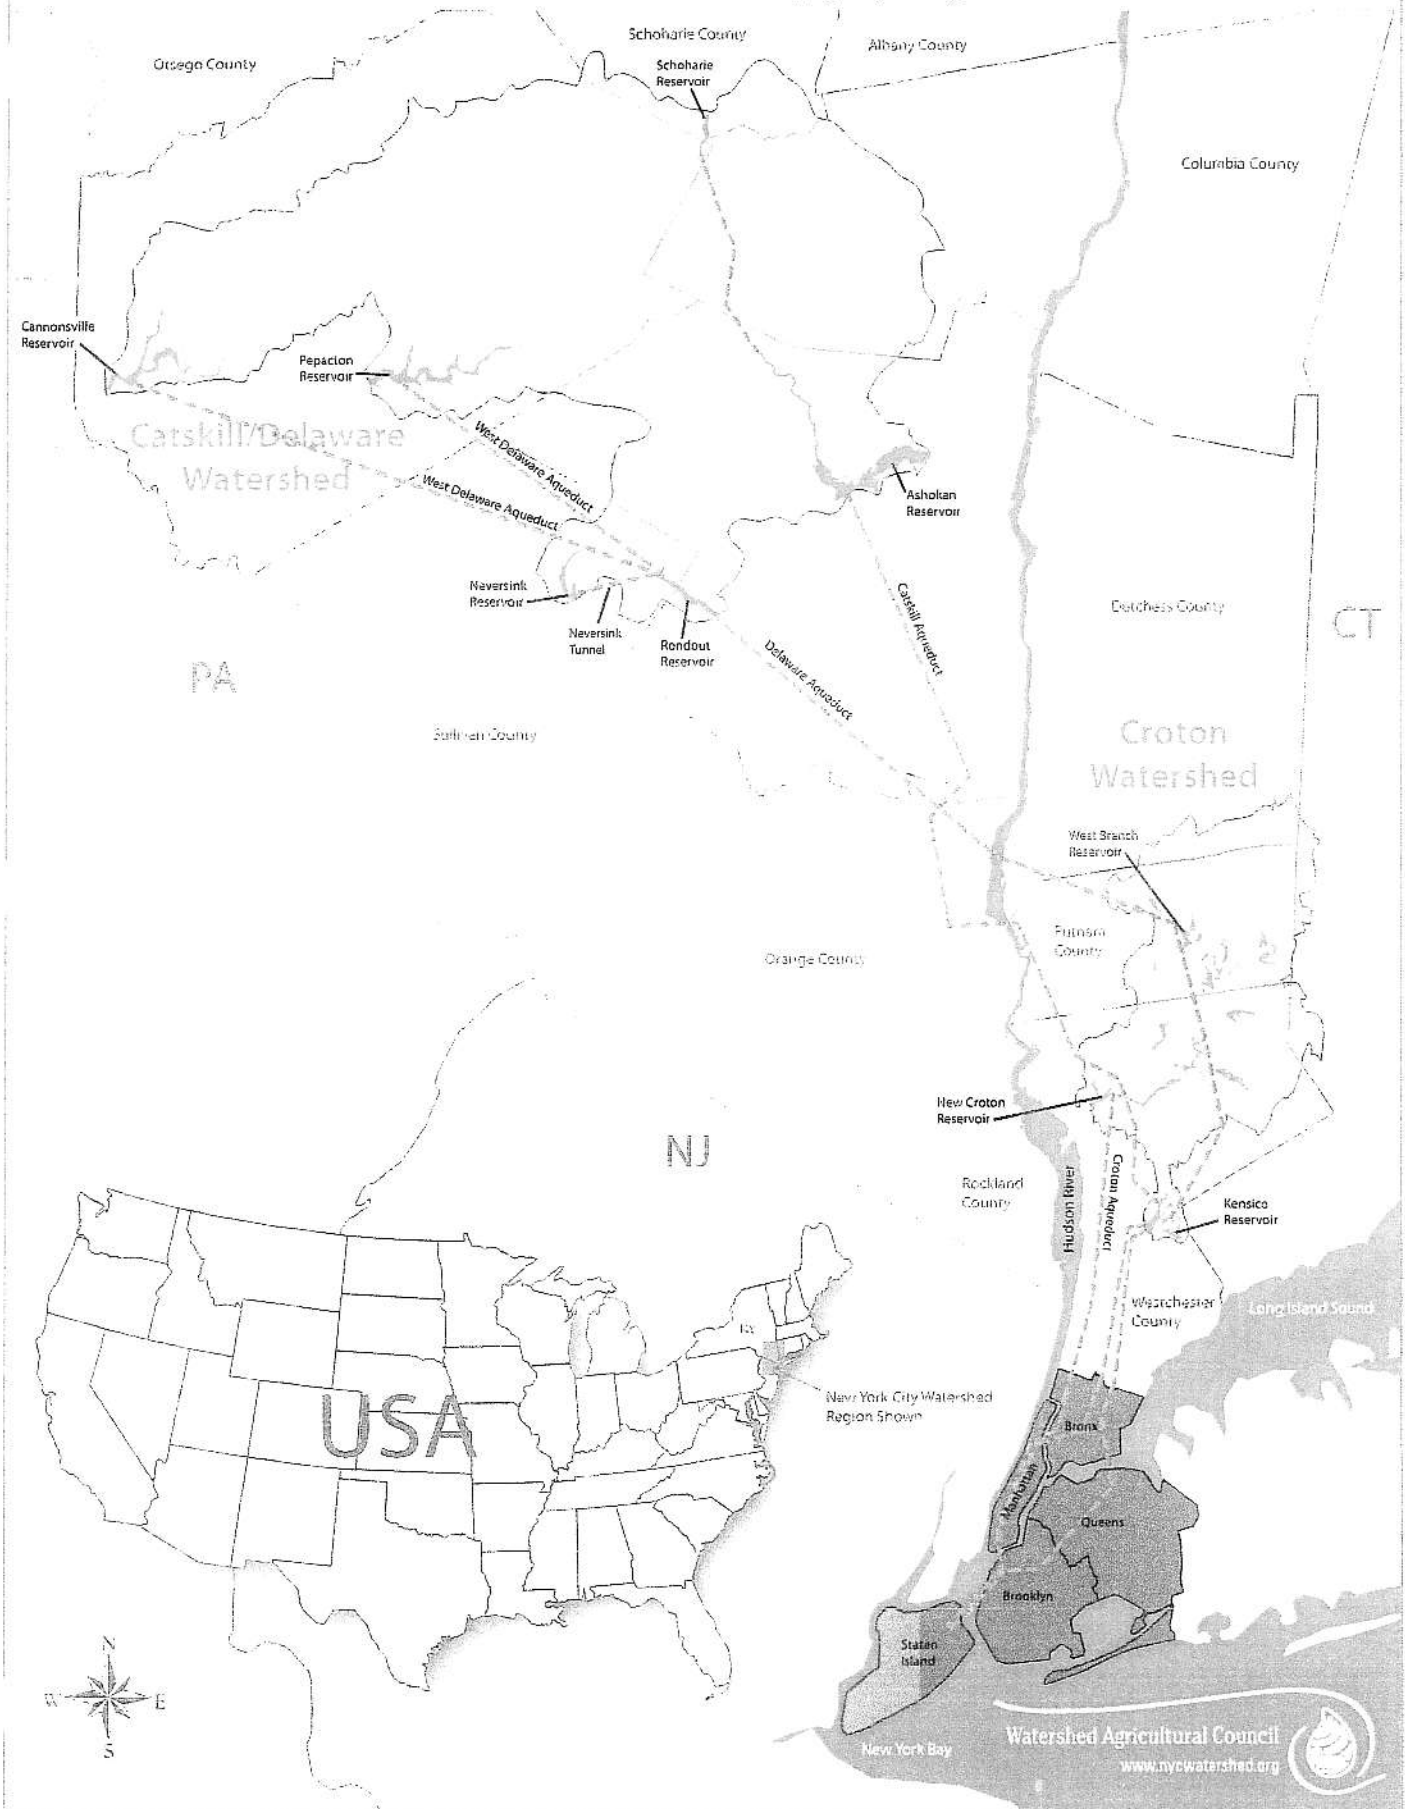 Schoharie County
Albany County
Otsego County
Schoharie
Reservoir
Columbia County
Cannonsville
Reservoir
Pepacton
Reservoir
Catskill/Delaware
Watershed
West Delaware Aqueduct
West Delaware Aqueduct
Ashokan
Reservoir
Neversink
Reservoir
Neversink
Tunnel
Rondout
Reservoir
Catskill Aqueduct
Delaware Aqueduct
Dutchess County
CT
PA
Sullivan County
Croton
Watershed
West Branch
Reservoir
Putnam
County
Orange County
New Croton
Reservoir
NJ
Rockland
County
Hudson River
Croton Aqueduct
Kensico
Reservoir
Westchester
County
Long Island Sound
NY
New York City Watershed
Region Shown
USA
Bronx
Manhattan
Queens
Brooklyn
Staten
Island
N
W
E
S
New York Bay
Watershed Agricultural Council
www.nycwatershed.org